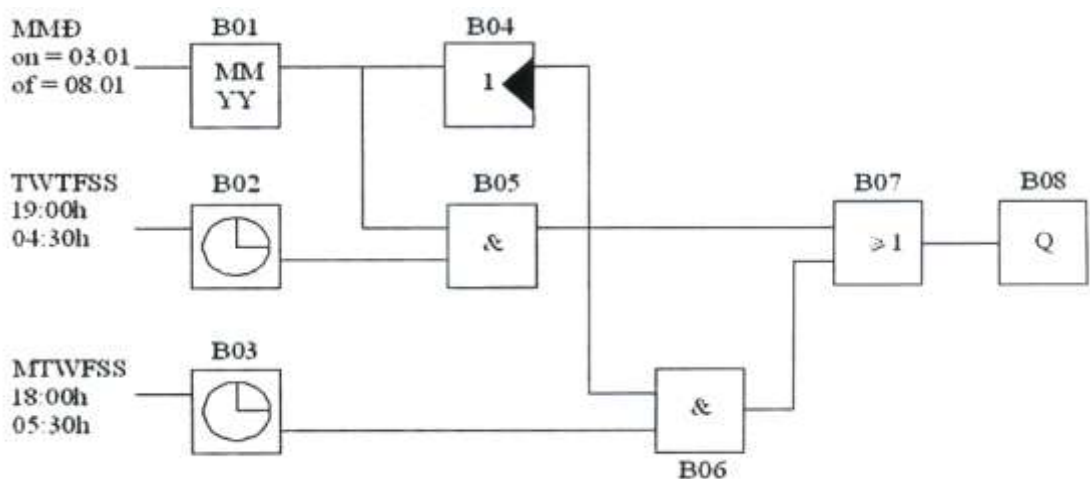 MMĐ
on = 03.01
of = 08.01
B01
MM
YY
B04
1
TWTFSS
19:00h
04:30h
B02
B05
&
B07
≥1
B08
Q
MTWFSS
18:00h
05:30h
B03
&
B06